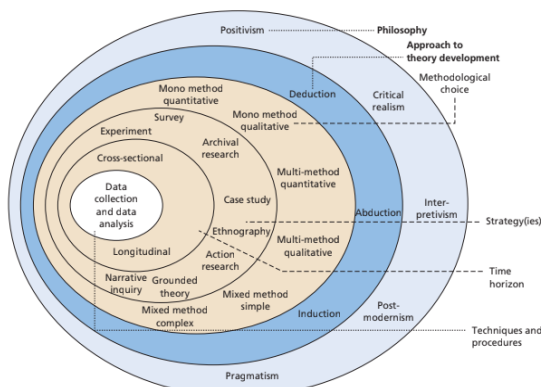 Positivism
Philosophy
Approach to
theory development
Methodological
choice
Mono method
quantitative
Deduction
Critical
realism
Survey
Mono method
qualitative
Experiment
Archival
research
Cross-sectional
Multi-method
quantitative
Data
collection
and data
analysis
Case study
Abduction
Inter-
pretivism
Strategy(ies)
Ethnography
Multi-method
qualitative
Longitudinal
Action
research
Time
horizon
Narrative
inquiry
Grounded
theory
Mixed method
simple
Mixed method
complex
Induction
Post-
modernism
Techniques and
procedures
Pragmatism